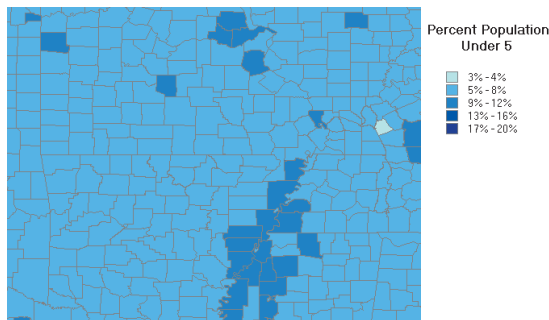 Percent Population
Under 5
3% - 4%
5% - 8%
9% - 12%
13% - 16%
17% - 20%